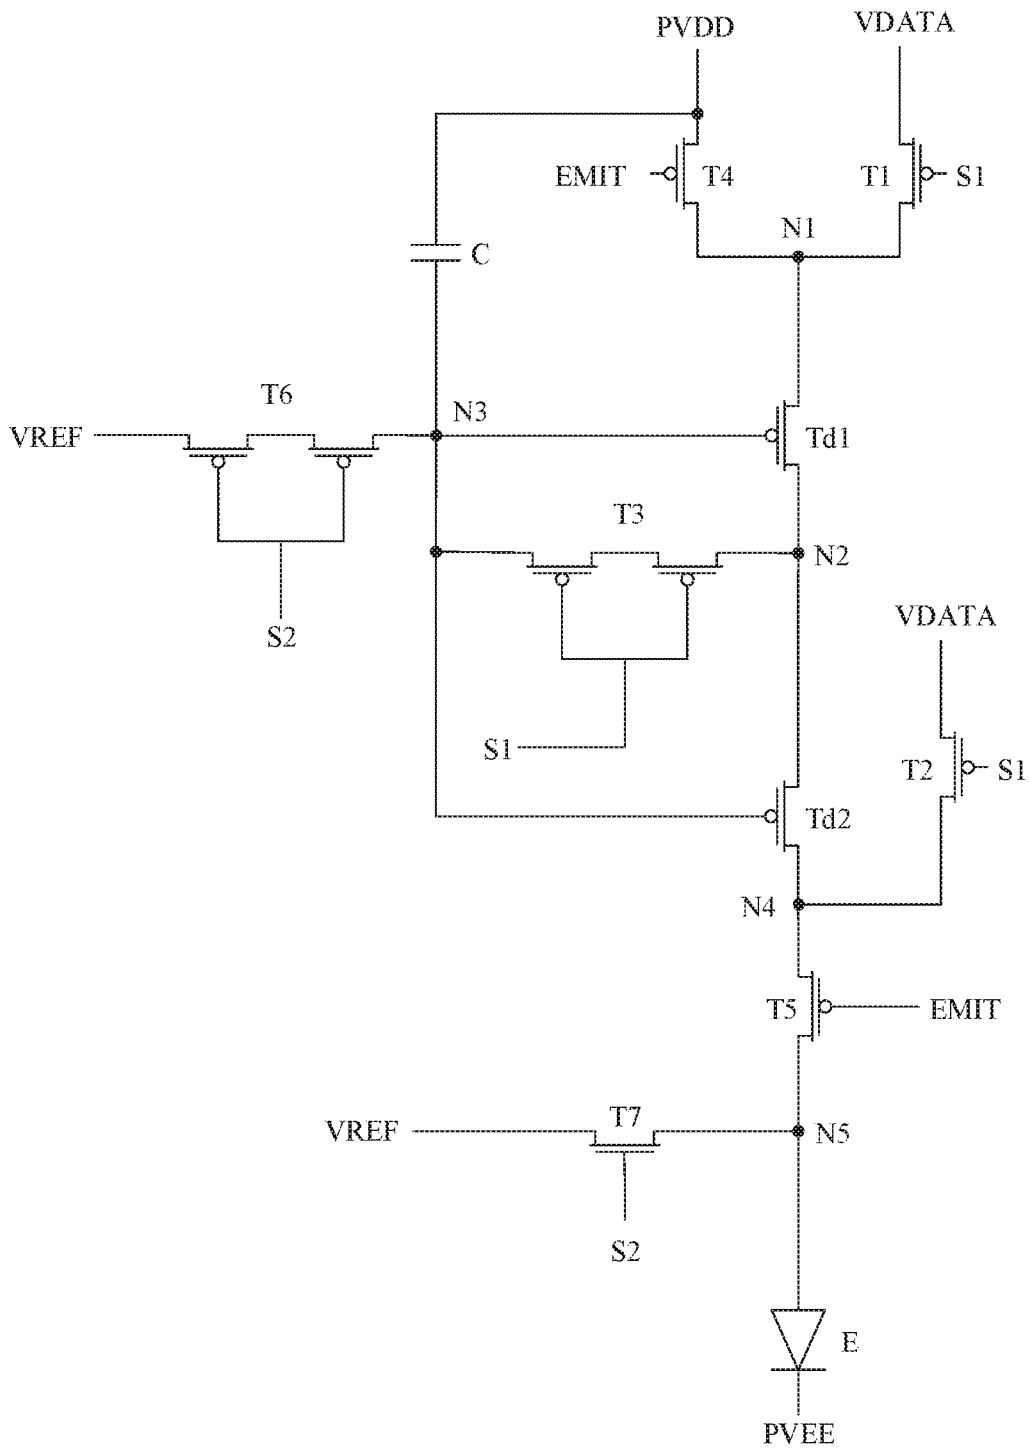 PVDD
VDATA
EMIT
T4
T1
S1
N1
C
T6
N3
VREF
Td1
T3
N2
S2
VDATA
S1
T2
S1
Td2
N4
T5
EMIT
T7
VREF
N5
S2
E
PVEE